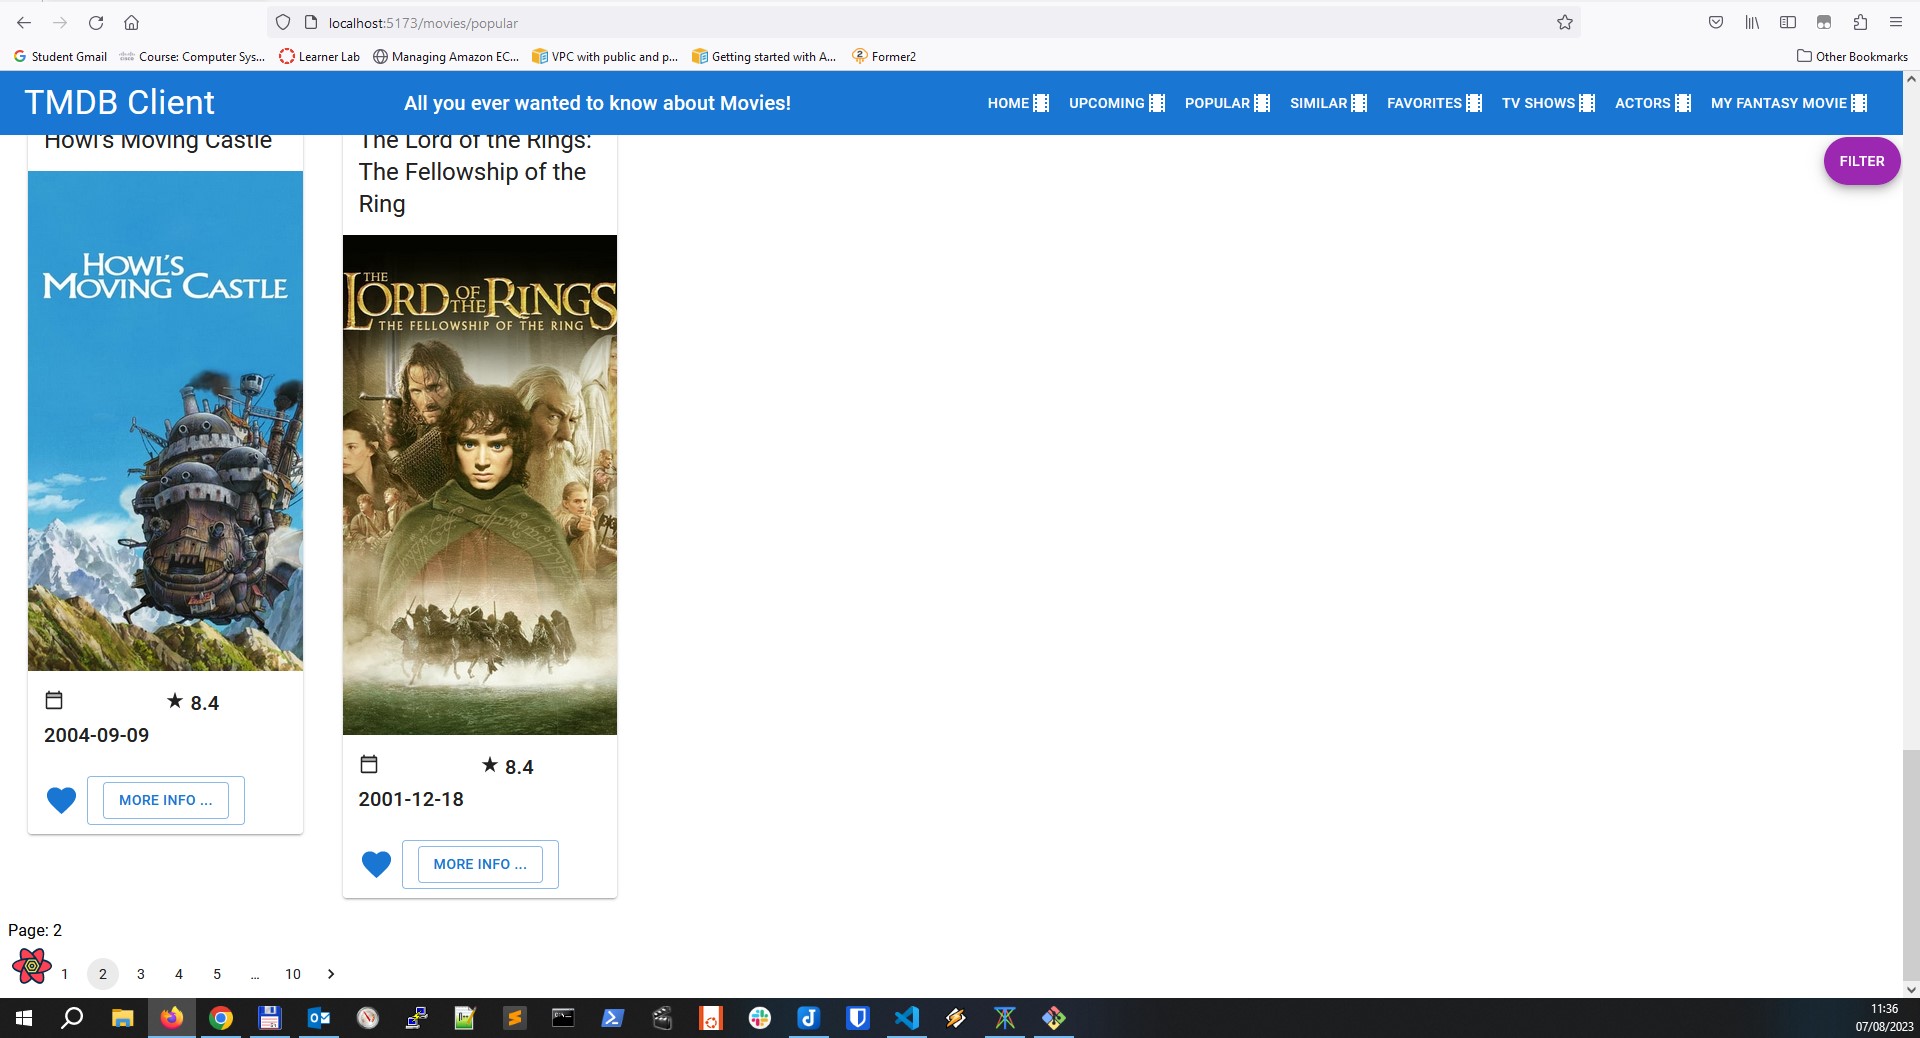 localhost:5173/movies/popular
Student Gmail
Course: Computer Sys...
Learner Lab
Managing Amazon EC...
VPC with public and p...
Getting started with A...
Former2
Other Bookmarks
TMDB Client
All you ever wanted to know about Movies!
HOME
UPCOMING
POPULAR
SIMILAR
FAVORITES
TV SHOWS
ACTORS
MY FANTASY MOVIE
FILTER
Howl's Moving Castle
HOWL'S
MOVING CASTLE
2004-09-09
★ 8.4
MORE INFO ...
The Lord of the Rings:
The Fellowship of the
Ring
THE
LORD OF THE RINGS
THE FELLOWSHIP OF THE RING
2001-12-18
★ 8.4
MORE INFO ...
Page: 2
1 2 3 4 5 ... 10
11:36
07/08/2023